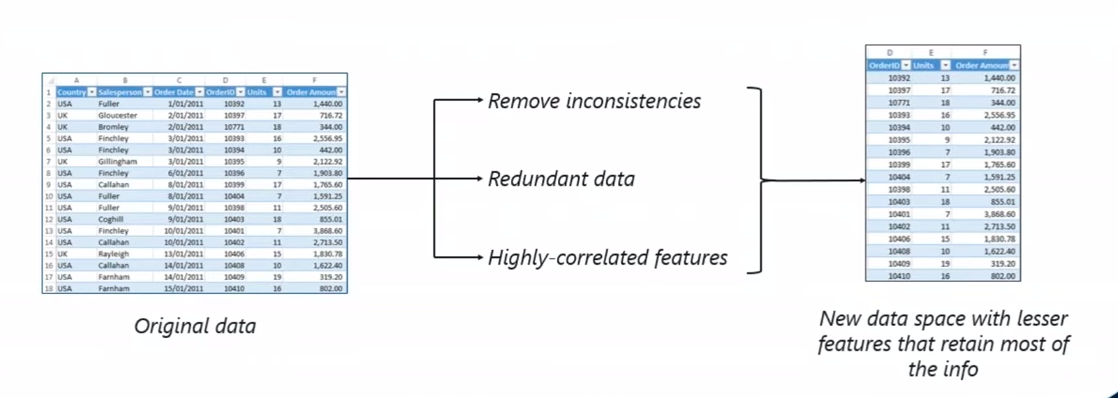 A B C D E F
1 Country Salesperson Order Date OrderID Units Order Amoun
2 USA Fuller 1/01/2011 10392 13 1,440.00
3 UK Gloucester 2/01/2011 10397 17 716.72
4 UK Bromley 2/01/2011 10771 18 344.00
5 USA Finchley 3/01/2011 10393 16 2,556.95
6 USA Finchley 3/01/2011 10394 10 442.00
7 UK Gillingham 3/01/2011 10395 9 2,122.92
8 USA Finchley 6/01/2011 10396 7 1,903.80
9 USA Callahan 8/01/2011 10399 17 1,765.60
10 USA Fuller 8/01/2011 10404 7 1,591.25
11 USA Fuller 9/01/2011 10398 11 2,505.60
12 USA Coghill 9/01/2011 10403 18 855.01
13 USA Finchley 10/01/2011 10401 7 3,868.60
14 USA Callahan 10/01/2011 10402 11 2,713.50
15 UK Rayleigh 13/01/2011 10406 15 1,830.78
16 USA Callahan 14/01/2011 10408 10 1,622.40
17 USA Farnham 14/01/2011 10409 19 319.20
18 USA Farnham 15/01/2011 10410 16 802.00
Original data
Remove inconsistencies
Redundant data
Highly-correlated features
D E F
OrderID Units Order Amoun
10392 13 1,440.00
10397 17 716.72
10771 18 344.00
10393 16 2,556.95
10394 10 442.00
10395 9 2,122.92
10396 7 1,903.80
10399 17 1,765.60
10404 7 1,591.25
10398 11 2,505.60
10403 18 855.01
10401 7 3,868.60
10402 11 2,713.50
10406 15 1,830.78
10408 10 1,622.40
10409 19 319.20
10410 16 802.00
New data space with lesser
features that retain most of
the info